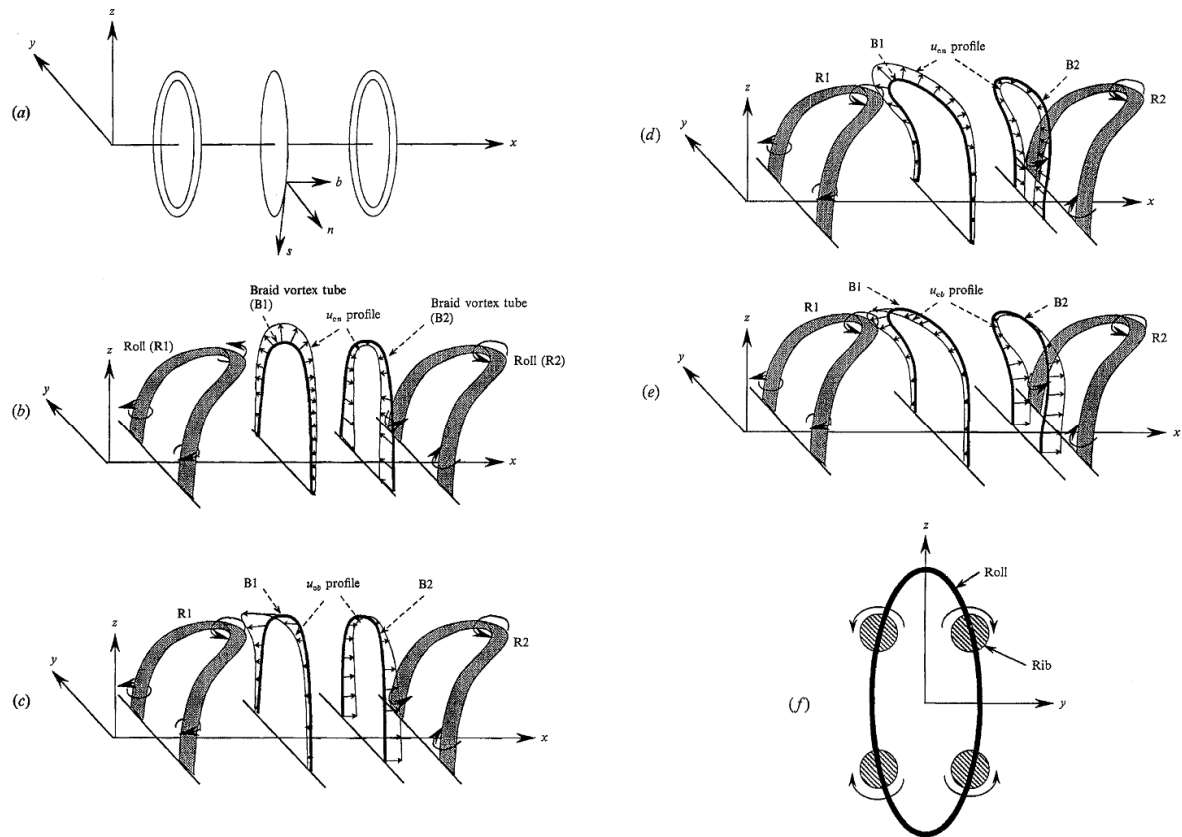 (a)
z
y
x
b
n
s
(b)
Braid vortex tube
(B1)
u_en profile
Braid vortex tube
(B2)
Roll (R1)
Roll (R2)
z
y
x
(c)
B1
u_eb profile
B2
R1
R2
z
y
x
(d)
B1
u_en profile
B2
R1
R2
z
y
x
(e)
B1
u_eb profile
B2
R1
R2
z
y
x
(f)
z
Roll
Rib
y